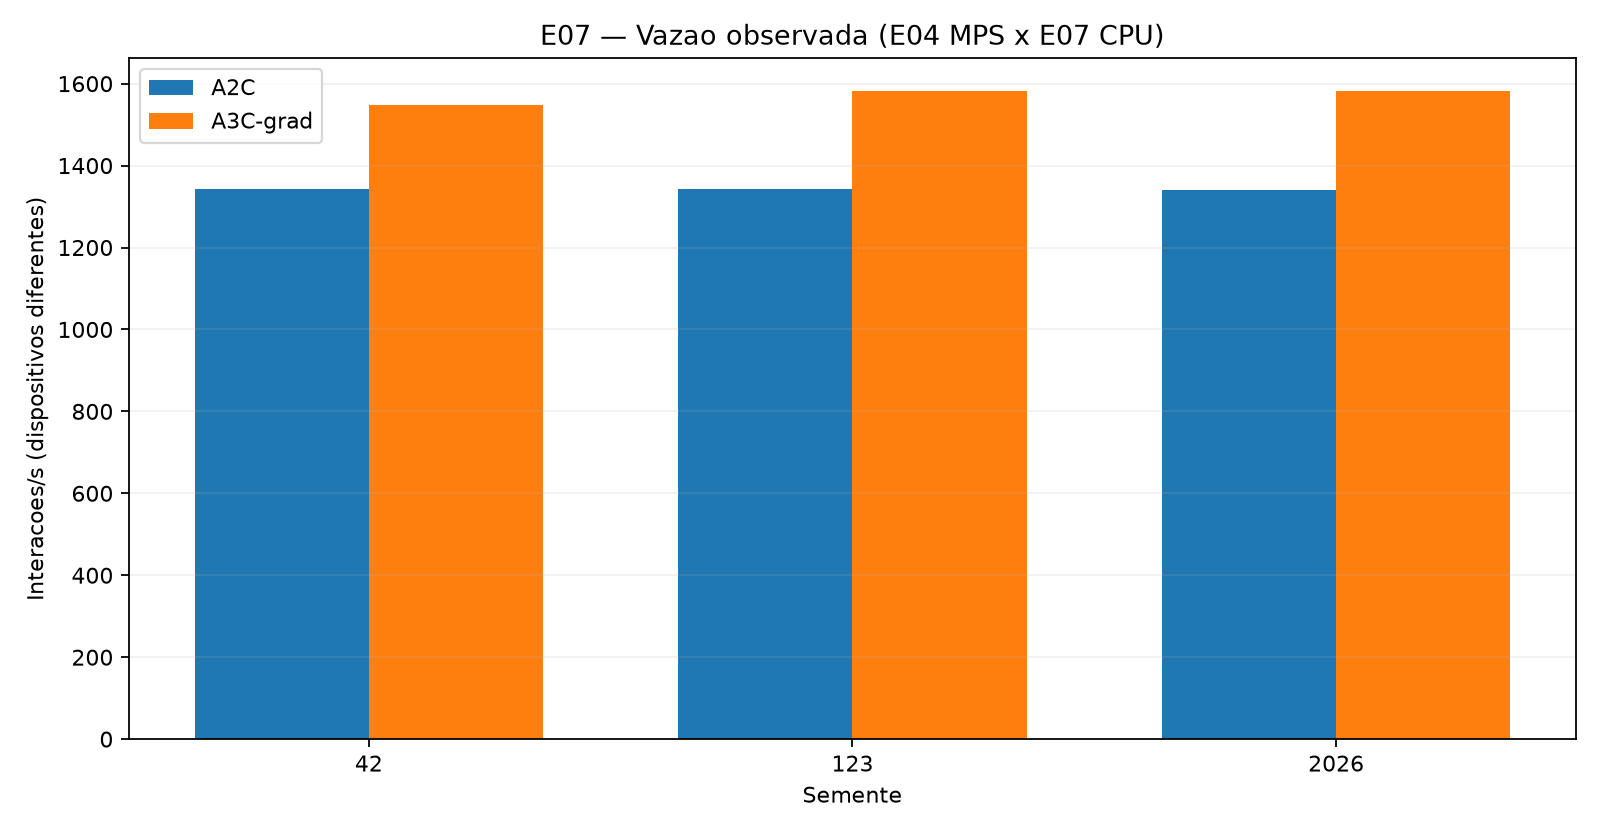 E07 — Vazao observada (E04 MPS x E07 CPU)
A2C
A3C-grad
Interacoes/s (dispositivos diferentes)
1600
1400
1200
1000
800
600
400
200
0
42 123 2026
Semente